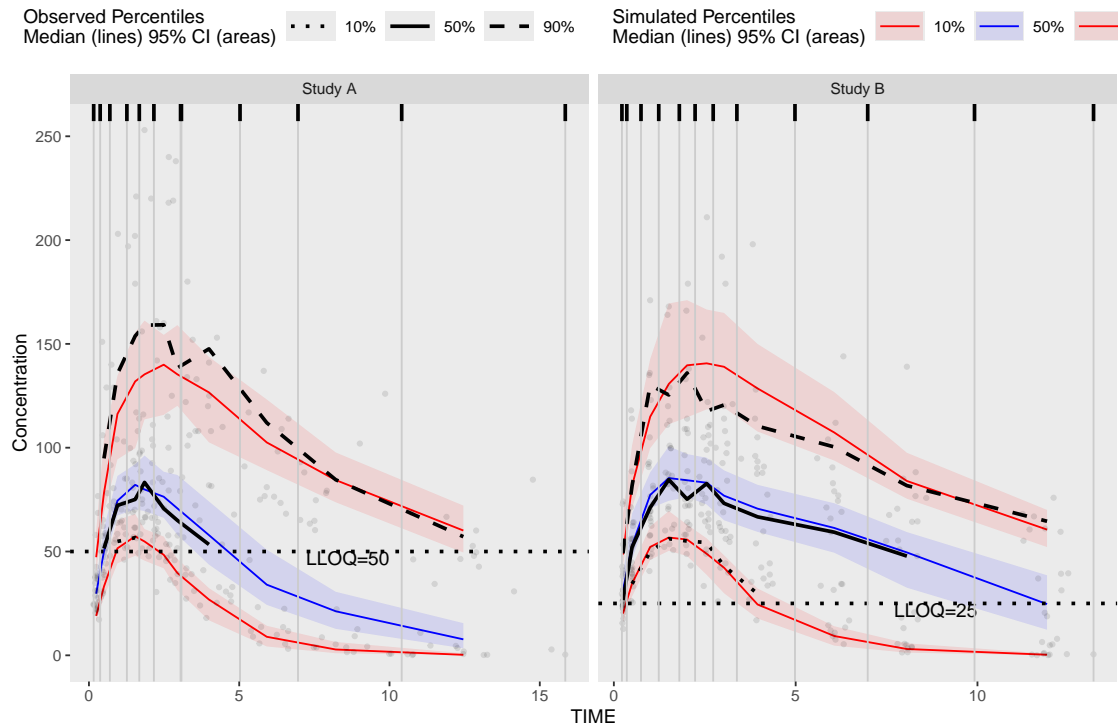 Observed Percentiles
Median (lines) 95% CI (areas)
10%
50%
90%
Simulated Percentiles
Median (lines) 95% CI (areas)
10%
50%
Study A
Study B
Concentration
250
200
150
100
50
0
LLOQ=50
LLOQ=25
0
5
10
15
0
5
10
TIME